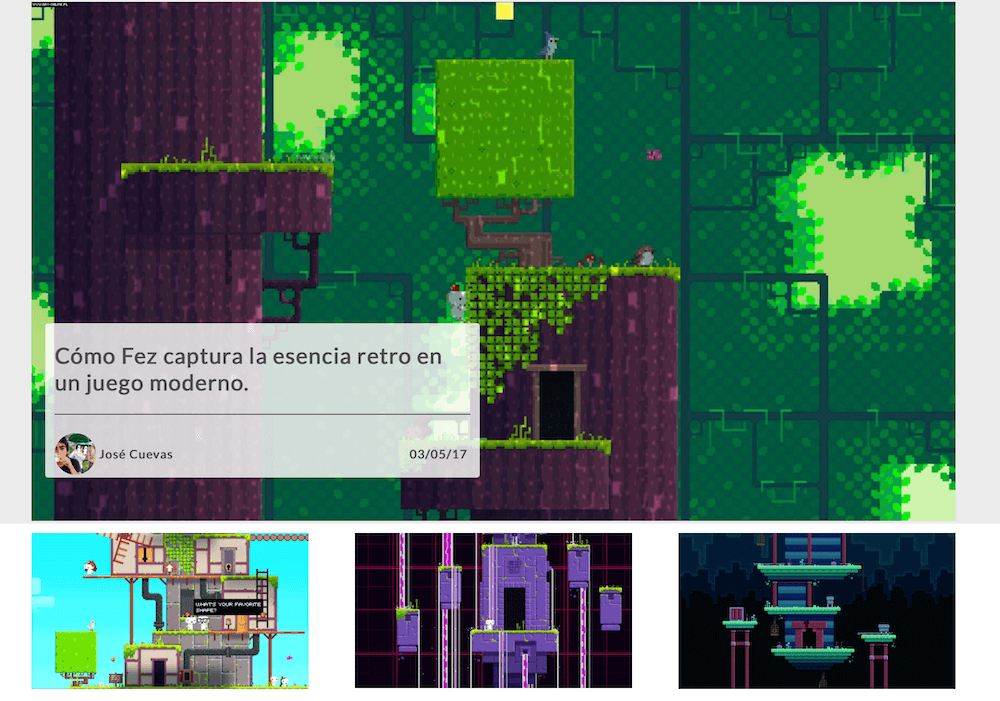 Cómo Fez captura la esencia retro en
un juego moderno.
José Cuevas
03/05/17
WHAT'S YOUR FAVORITE
SHAPE?